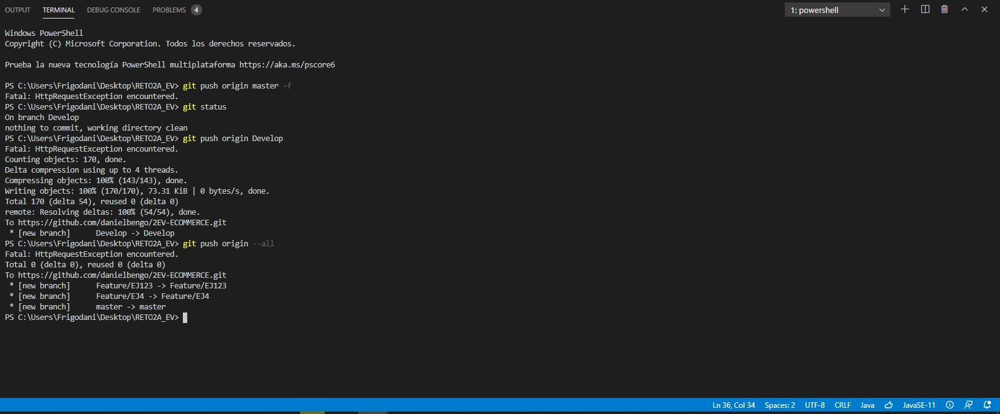 OUTPUT TERMINAL DEBUG CONSOLE PROBLEMS 4 1: powershell
Windows PowerShell
Copyright (C) Microsoft Corporation. Todos los derechos reservados.
Prueba la nueva tecnología PowerShell multiplataforma https://aka.ms/pscore6
PS C:\Users\Frigodani\Desktop\RETO2A_EV> git push origin master -f
Fatal: HttpRequestException encountered.
PS C:\Users\Frigodani\Desktop\RETO2A_EV> git status
On branch Develop
nothing to commit, working directory clean
PS C:\Users\Frigodani\Desktop\RETO2A_EV> git push origin Develop
Fatal: HttpRequestException encountered.
Counting objects: 170, done.
Delta compression using up to 4 threads.
Compressing objects: 100% (143/143), done.
Writing objects: 100% (170/170), 73.31 KiB | 0 bytes/s, done.
Total 170 (delta 54), reused 0 (delta 0)
remote: Resolving deltas: 100% (54/54), done.
To https://github.com/danielbengo/2EV-ECOMMERCE.git
 * [new branch]      Develop -> Develop
PS C:\Users\Frigodani\Desktop\RETO2A_EV> git push origin --all
Fatal: HttpRequestException encountered.
Total 0 (delta 0), reused 0 (delta 0)
To https://github.com/danielbengo/2EV-ECOMMERCE.git
 * [new branch]      Feature/EJ123 -> Feature/EJ123
 * [new branch]      Feature/EJ4 -> Feature/EJ4
 * [new branch]      master -> master
PS C:\Users\Frigodani\Desktop\RETO2A_EV>
Ln 36, Col 34 Spaces: 2 UTF-8 CRLF Java JavaSE-11